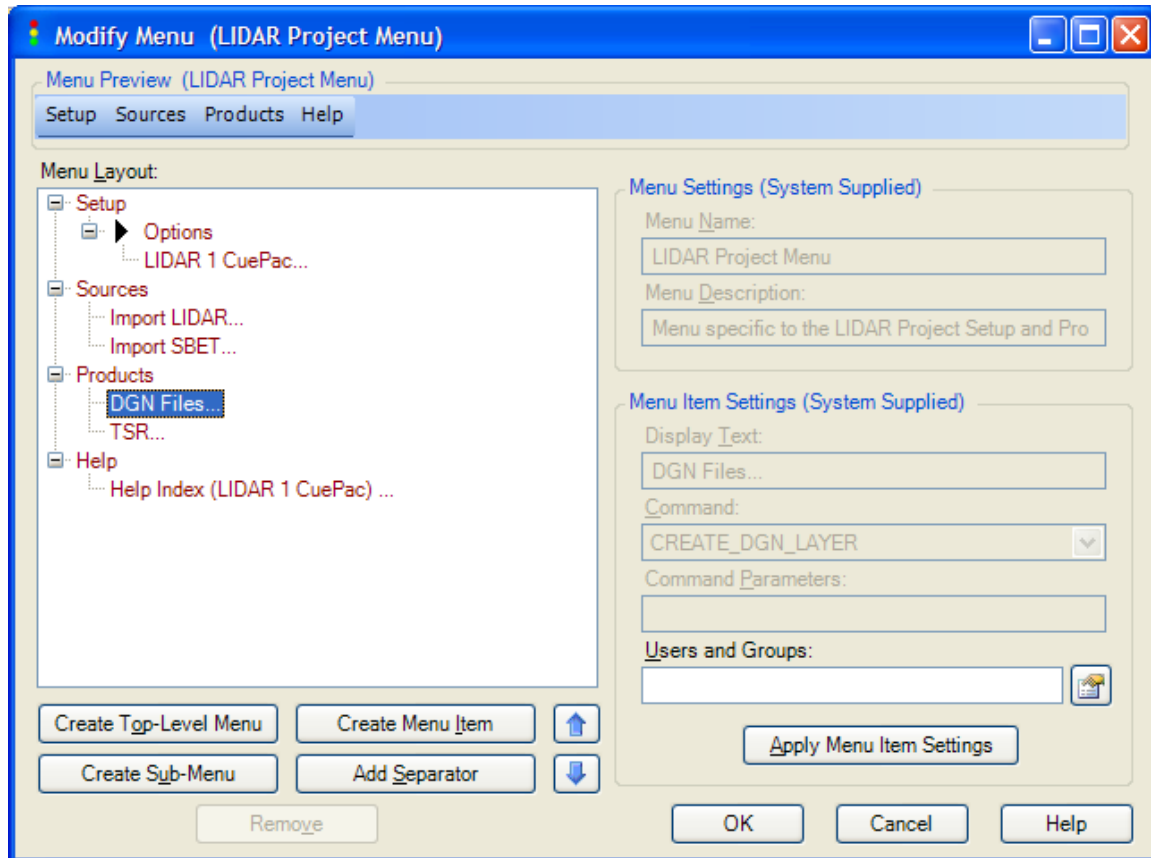 Modify Menu (LIDAR Project Menu)
Menu Preview (LIDAR Project Menu)
Setup Sources Products Help
Menu Layout:
Setup
Options
LIDAR 1 CuePac...
Sources
Import LIDAR...
Import SBET...
Products
DGN Files...
TSR...
Help
Help Index (LIDAR 1 CuePac) ...
Create Top-Level Menu
Create Menu Item
Create Sub-Menu
Add Separator
Remove
Menu Settings (System Supplied)
Menu Name:
LIDAR Project Menu
Menu Description:
Menu specific to the LIDAR Project Setup and Pro
Menu Item Settings (System Supplied)
Display Text:
DGN Files...
Command:
CREATE_DGN_LAYER
Command Parameters:
Users and Groups:
Apply Menu Item Settings
OK
Cancel
Help